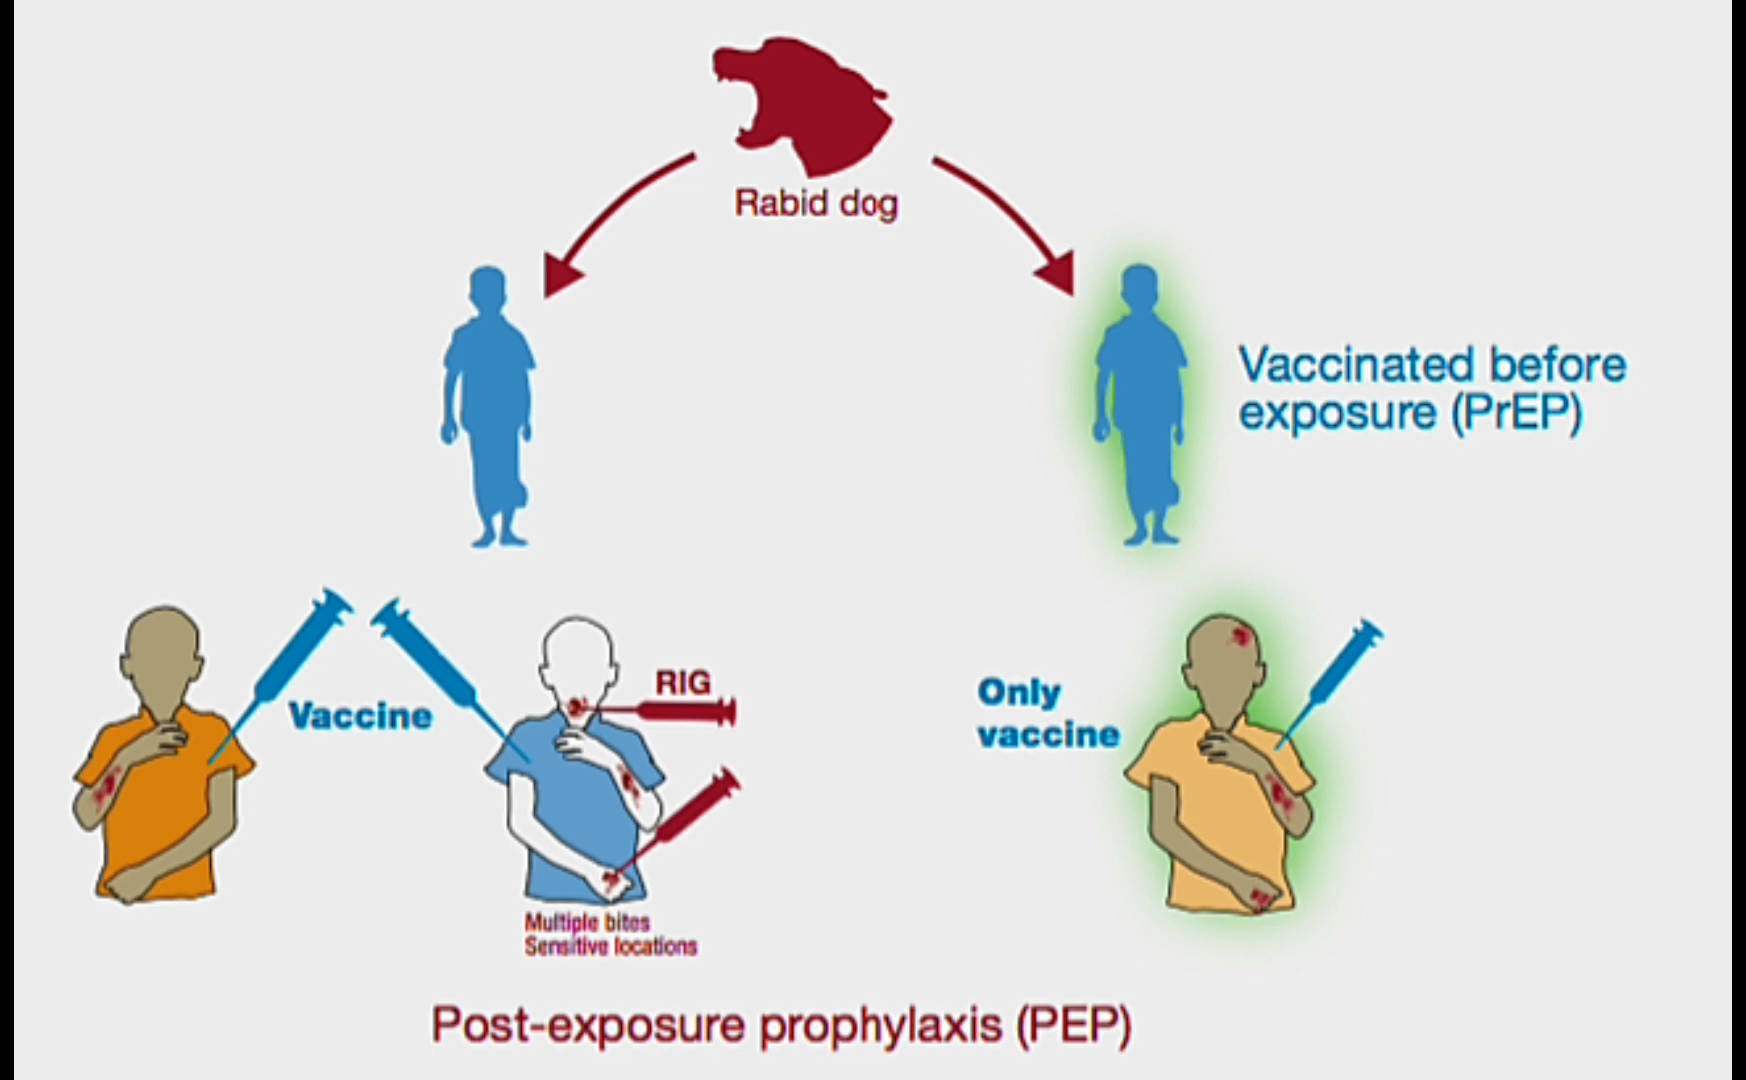 Rabid dog
Vaccinated before
exposure (PrEP)
Vaccine
RIG
Only
vaccine
Multiple bites
Sensitive locations
Post-exposure prophylaxis (PEP)